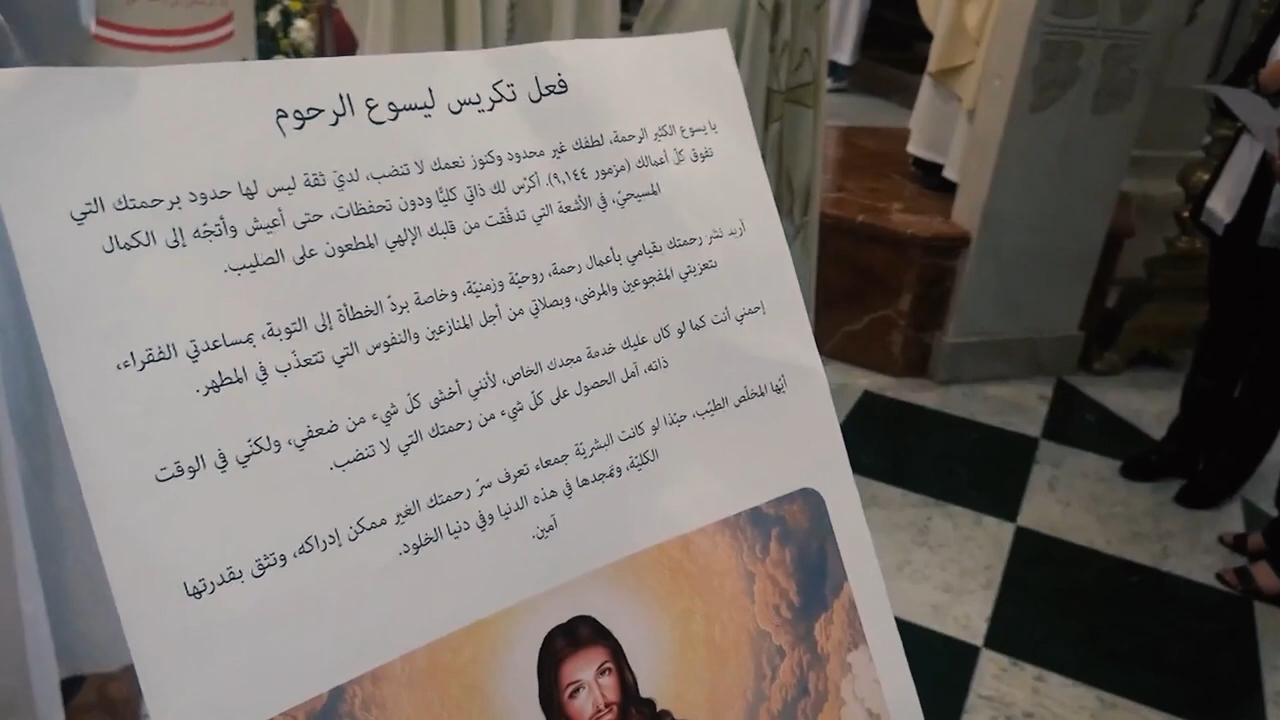 فعل تكريس ليسوع الرحوم
يا يسوع الكثير الرحمة، لطفك غير محدود وكنوز نعمك لا تنضب، لديّ ثقة ليس لها حدود برحمتك التي
تفوق كلّ أعمالك (مزمور ٩,١٤٤). أكرّس لك ذاتي كليًّا ودون تحفظات، حتى أعيش وأتجّه إلى الكمال
المسيحيّ، في الأشعة التي تدفّقت من قلبك الإلهي المطعون على الصليب.
أريد نشر رحمتك بقيامي بأعمال رحمة، روحيّة وزمنيّة، وخاصة بردّ الخطأة إلى التوبة، بمساعدتي الفقراء،
بتعزيتي المفجوعين والمرضى، وبصلاتي من أجل المنازعين والنفوس التي تتعذّب في المطهر.
إحمني أنت كما لو كان عليك خدمة مجدك الخاص، لأنني أخشى كلّ شيء من ضعفي، ولكنّي في الوقت
ذاته، آمل الحصول على كلّ شيء من رحمتك التي لا تنضب.
أيّها المخلّص الطيّب، حبّذا لو كانت البشريّة جمعاء تعرف سرّ رحمتك الغير ممكن إدراكه، وتثق بقدرتها
الكليّة، وتمجدها في هذه الدنيا وفي دنيا الخلود.
آمين.